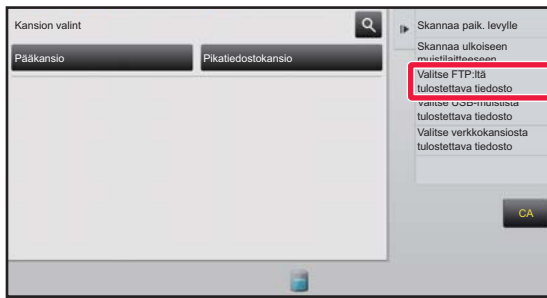 Kansion valint
Pääkansio
Pikatiedostokansio
Skannaa paik. levylle
Skannaa ulkoiseen
muistilaitteeseen
Valitse FTP:ltä
tulostettava tiedosto
Valitse USB-muistista
tulostettava tiedosto
Valitse verkkokansiosta
tulostettava tiedosto
CA